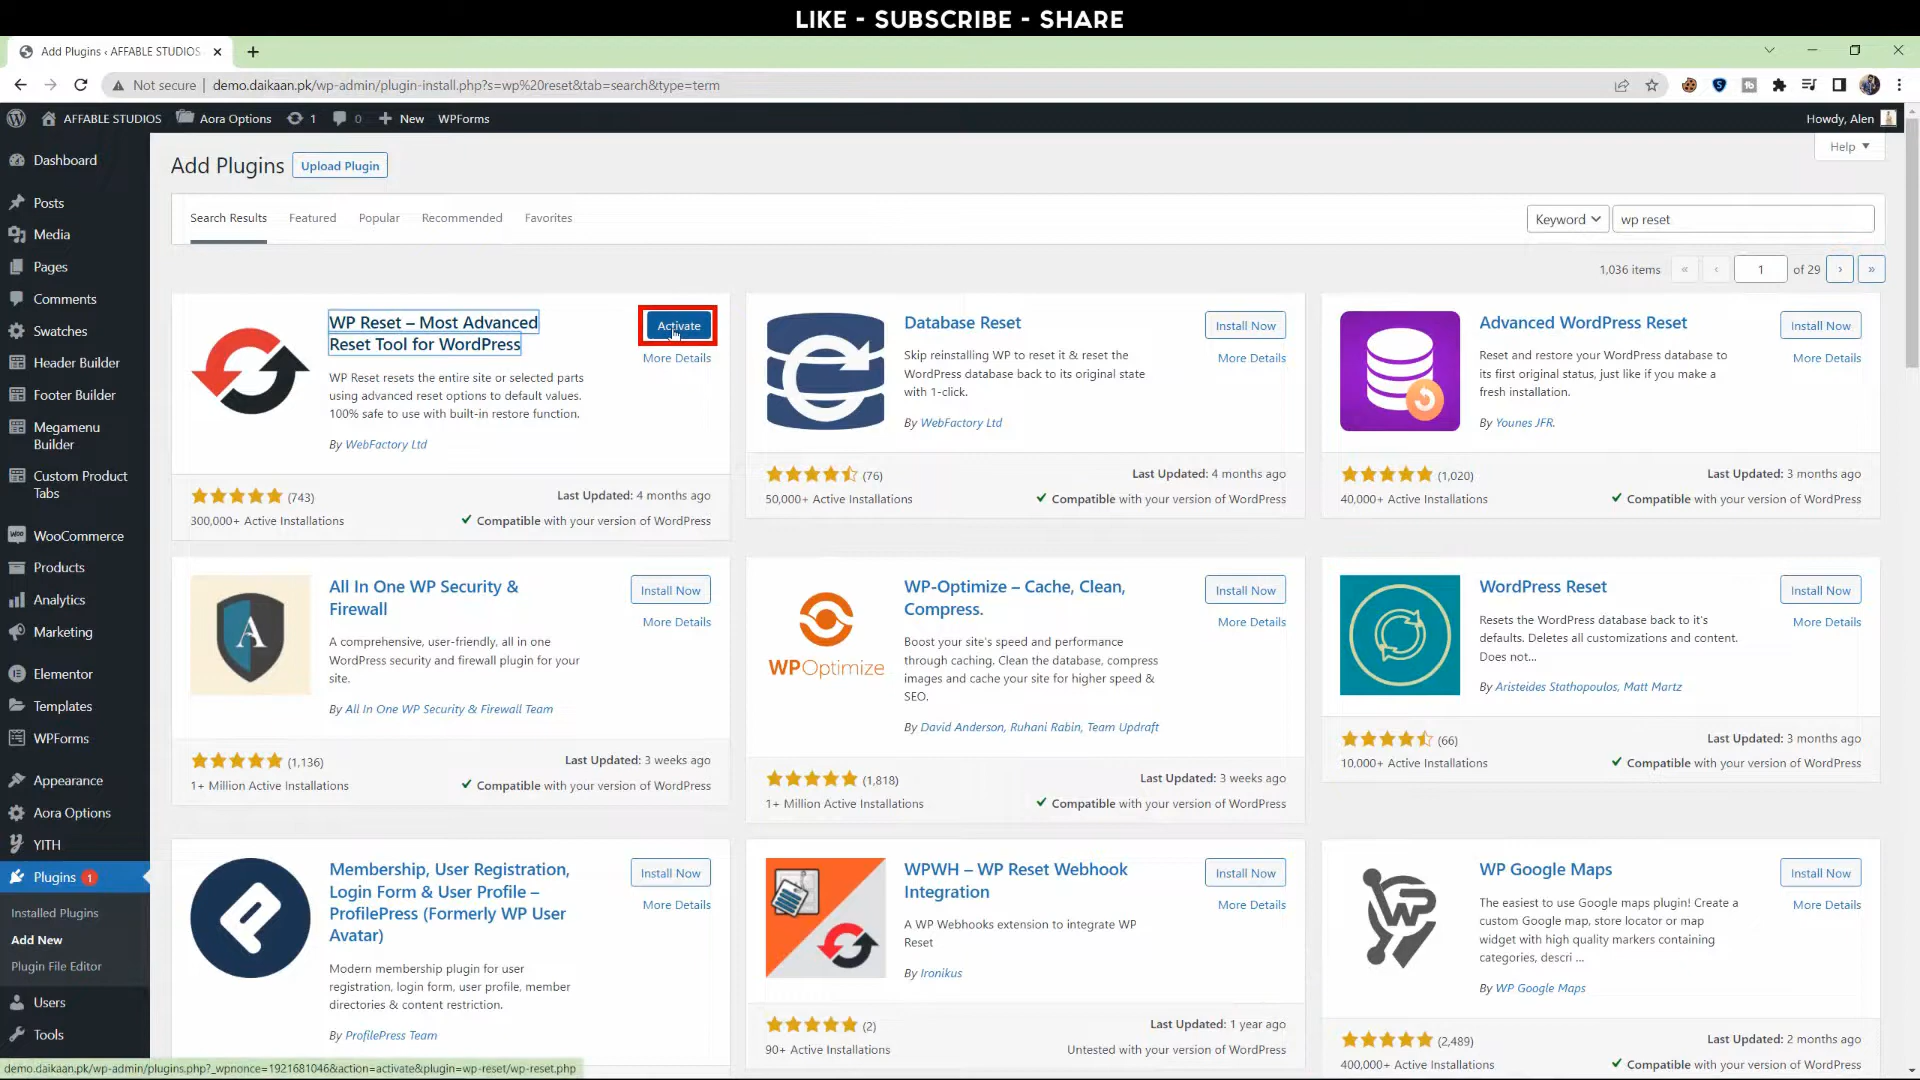 LIKE - SUBSCRIBE - SHARE
Add Plugins ‹ AFFABLE STUDIOS
Not secure | demo.daikaan.pk/wp-admin/plugin-install.php?s=wp%20reset&tab=search&type=term
AFFABLE STUDIOS Aora Options 1 0 New WPForms Howdy, Alen
Dashboard
Posts
Media
Pages
Comments
Swatches
Header Builder
Footer Builder
Megamenu
Builder
Custom Product
Tabs
WooCommerce
Products
Analytics
Marketing
Elementor
Templates
WPForms
Appearance
Aora Options
YITH
Plugins 1
Installed Plugins
Add New
Plugin File Editor
Users
Tools
Help
Add Plugins Upload Plugin
Search Results Featured Popular Recommended Favorites
Keyword wp reset
1,036 items « ‹ 1 of 29 › »
WP Reset – Most Advanced
Reset Tool for WordPress
Activate
More Details
WP Reset resets the entire site or selected parts
using advanced reset options to default values.
100% safe to use with built-in restore function.
By WebFactory Ltd
(743)
Last Updated: 4 months ago
300,000+ Active Installations
Compatible with your version of WordPress
Database Reset
Install Now
More Details
Skip reinstalling WP to reset it & reset the
WordPress database back to its original state
with 1-click.
By WebFactory Ltd
(76)
Last Updated: 4 months ago
50,000+ Active Installations
Compatible with your version of WordPress
Advanced WordPress Reset
Install Now
More Details
Reset and restore your WordPress database to
its first original status, just like if you make a
fresh installation.
By Younes JFR.
(1,020)
Last Updated: 3 months ago
40,000+ Active Installations
Compatible with your version of WordPress
All In One WP Security &
Firewall
Install Now
More Details
A comprehensive, user-friendly, all in one
WordPress security and firewall plugin for your
site.
By All In One WP Security & Firewall Team
(1,136)
Last Updated: 3 weeks ago
1+ Million Active Installations
Compatible with your version of WordPress
WPOptimize
WP-Optimize – Cache, Clean,
Compress.
Install Now
More Details
Boost your site's speed and performance
through caching. Clean the database, compress
images and cache your site for higher speed &
SEO.
By David Anderson, Ruhani Rabin, Team Updraft
(1,818)
Last Updated: 3 weeks ago
1+ Million Active Installations
Compatible with your version of WordPress
WordPress Reset
Install Now
More Details
Resets the WordPress database back to it's
defaults. Deletes all customizations and content.
Does not...
By Aristeides Stathopoulos, Matt Martz
(66)
Last Updated: 3 months ago
10,000+ Active Installations
Compatible with your version of WordPress
Membership, User Registration,
Login Form & User Profile –
ProfilePress (Formerly WP User
Avatar)
Install Now
More Details
Modern membership plugin for user
registration, login form, user profile, member
directories & content restriction.
By ProfilePress Team
WPWH – WP Reset Webhook
Integration
Install Now
More Details
A WP Webhooks extension to integrate WP
Reset
By Ironikus
(2)
Last Updated: 1 year ago
90+ Active Installations
Untested with your version of WordPress
WP Google Maps
Install Now
More Details
The easiest to use Google maps plugin! Create a
custom Google map, store locator or map
widget with high quality markers containing
categories, descri ...
By WP Google Maps
(2,489)
Last Updated: 2 months ago
400,000+ Active Installations
Compatible with your version of WordPress
demo.daikaan.pk/wp-admin/plugins.php?_wpnonce=1921681046&action=activate&plugin=wp-reset/wp-reset.php